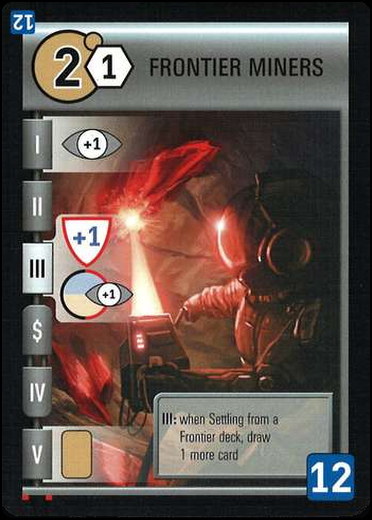 12
2 1 FRONTIER MINERS
I +1
II
III +1
+1
$
IV
V
III: when Settling from a
Frontier deck, draw
1 more card
12